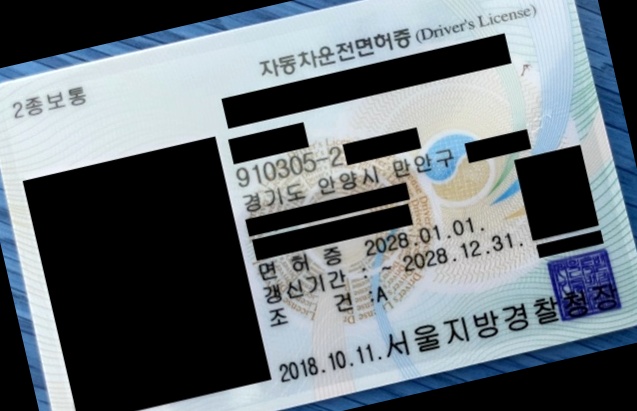 자동차운전면허증 (Driver's License)
2종보통
910305-2
경기도 안양시 만안구
면 허 증 2028.01.01.
갱신기간 : ~ 2028.12.31.
조 건 :A
2018.10.11. 서울지방경찰청장